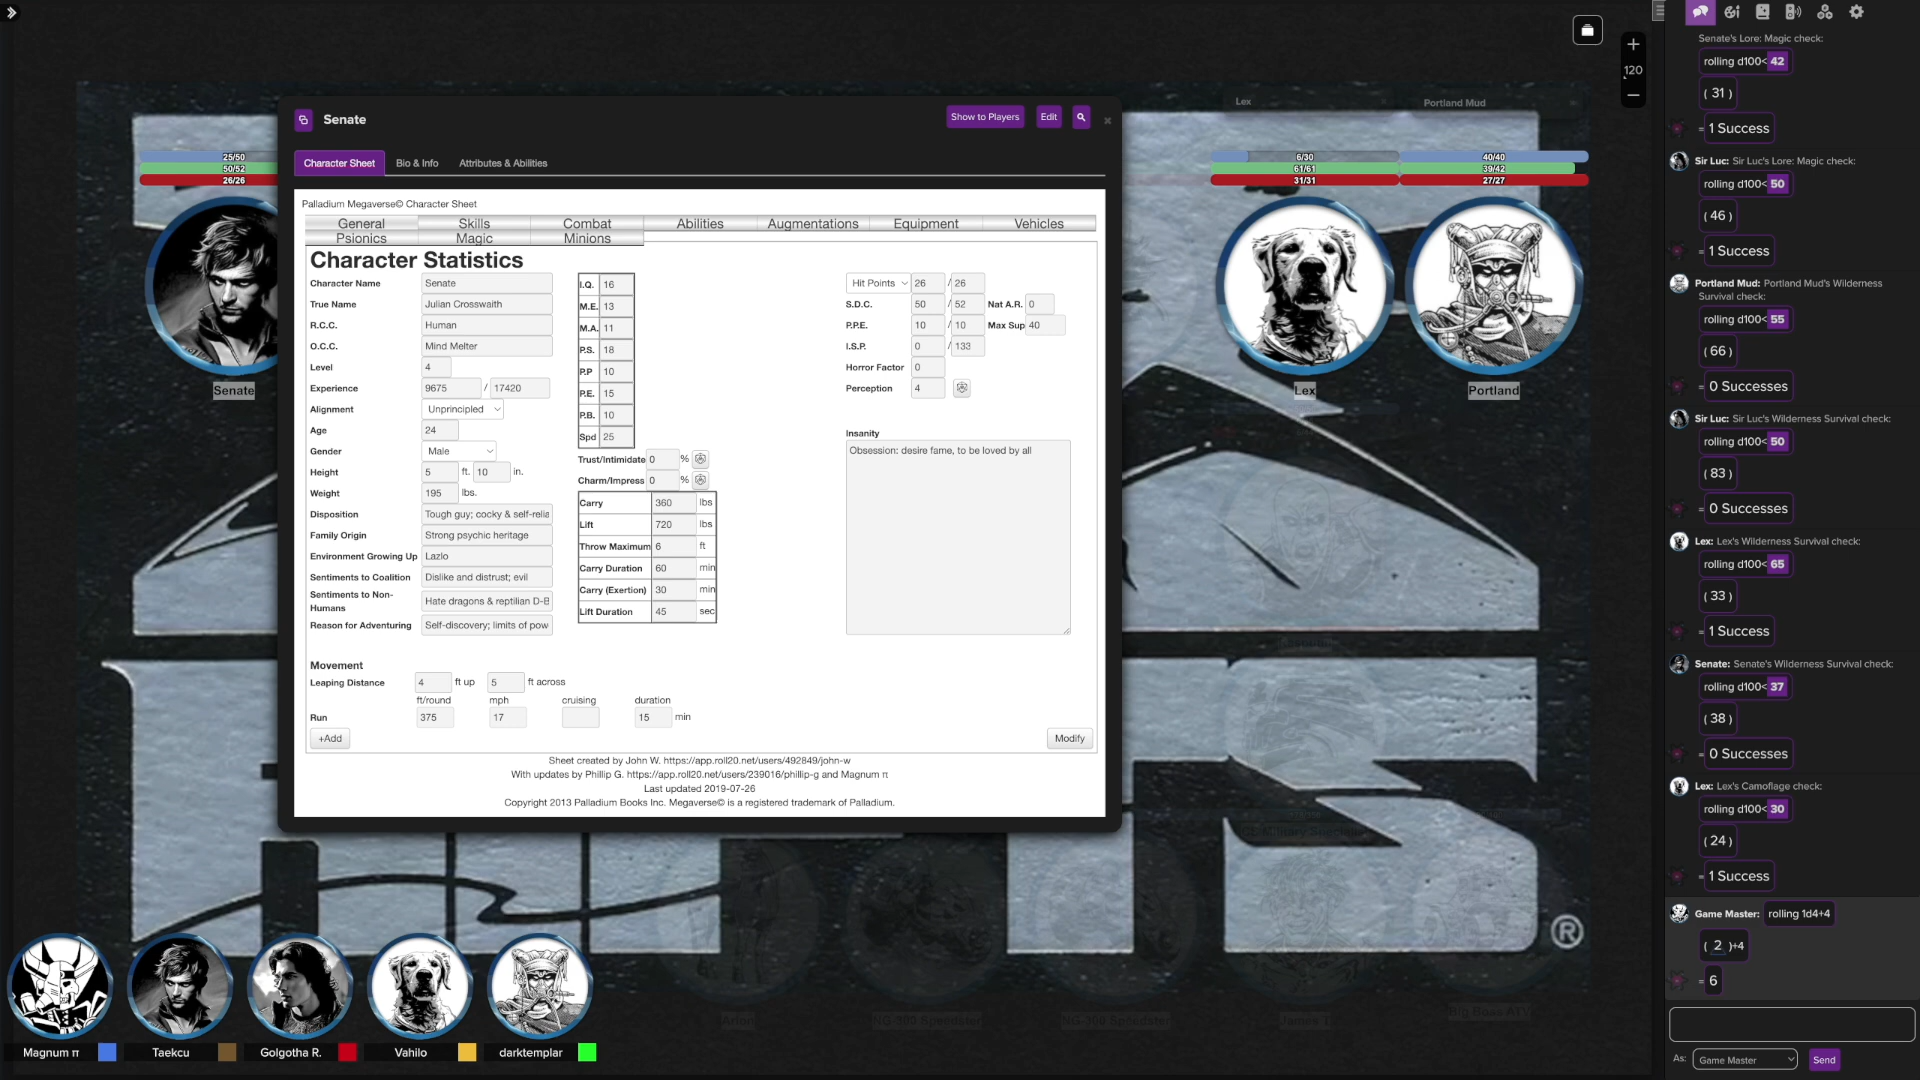 120
Senate
Show to Players
Edit
Character Sheet
Bio & Info
Attributes & Abilities
Palladium Megaverse© Character Sheet
General
Skills
Combat
Abilities
Augmentations
Equipment
Vehicles
Psionics
Magic
Minions
Character Statistics
Character Name Senate
True Name Julian Crosswaith
R.C.C. Human
O.C.C. Mind Melter
Level 4
Experience 9675 / 17420
Alignment Unprincipled
Age 24
Gender Male
Height 5 ft. 10 in.
Weight 195 lbs.
Disposition Tough guy; cocky & self-relia
Family Origin Strong psychic heritage
Environment Growing Up Lazlo
Sentiments to Coalition Dislike and distrust; evil
Sentiments to Non-
Humans Hate dragons & reptilian D-B
Reason for Adventuring Self-discovery; limits of pow
I.Q. 16
M.E. 13
M.A. 11
P.S. 18
P.P 10
P.E. 15
P.B. 10
Spd 25
Trust/Intimidate 0 %
Charm/Impress 0 %
Carry 360 lbs
Lift 720 lbs
Throw Maximum 6 ft
Carry Duration 60 min
Carry (Exertion) 30 min
Lift Duration 45 sec
Hit Points 26 / 26
S.D.C. 50 / 52 Nat A.R. 0
P.P.E. 10 / 10 Max Sup 40
I.S.P. 0 / 133
Horror Factor 0
Perception 4
Insanity
Obsession: desire fame, to be loved by all
Movement
Leaping Distance 4 ft up 5 ft across
ft/round mph cruising duration
Run 375 17 15 min
+Add
Modify
Sheet created by John W. https://app.roll20.net/users/492849/john-w
With updates by Phillip G. https://app.roll20.net/users/239016/phillip-g and Magnum π
Last updated 2019-07-26
Copyright 2013 Palladium Books Inc. Megaverse© is a registered trademark of Palladium.
25/50
50/52
26/26
Senate
Lex
Portland Mud
6/30
61/61
31/31
40/40
39/42
27/27
Lex
Portland
®
Arlon
NG-300 Speedster
NG-300 Speedster
James T.
Big Boss ATV
Magnum π
Taekcu
Golgotha R.
Vahilo
darktemplar
Senate's Lore: Magic check:
rolling d100<42
( 31 )
= 1 Success
Sir Luc: Sir Luc's Lore: Magic check:
rolling d100<50
( 46 )
= 1 Success
Portland Mud: Portland Mud's Wilderness
Survival check:
rolling d100<55
( 66 )
= 0 Successes
Sir Luc: Sir Luc's Wilderness Survival check:
rolling d100<50
( 83 )
= 0 Successes
Lex: Lex's Wilderness Survival check:
rolling d100<65
( 33 )
= 1 Success
Senate: Senate's Wilderness Survival check:
rolling d100<37
( 38 )
= 0 Successes
Lex: Lex's Camoflage check:
rolling d100<30
( 24 )
= 1 Success
Game Master: rolling 1d4+4
( 2 )+4
= 6
As: Game Master
Send